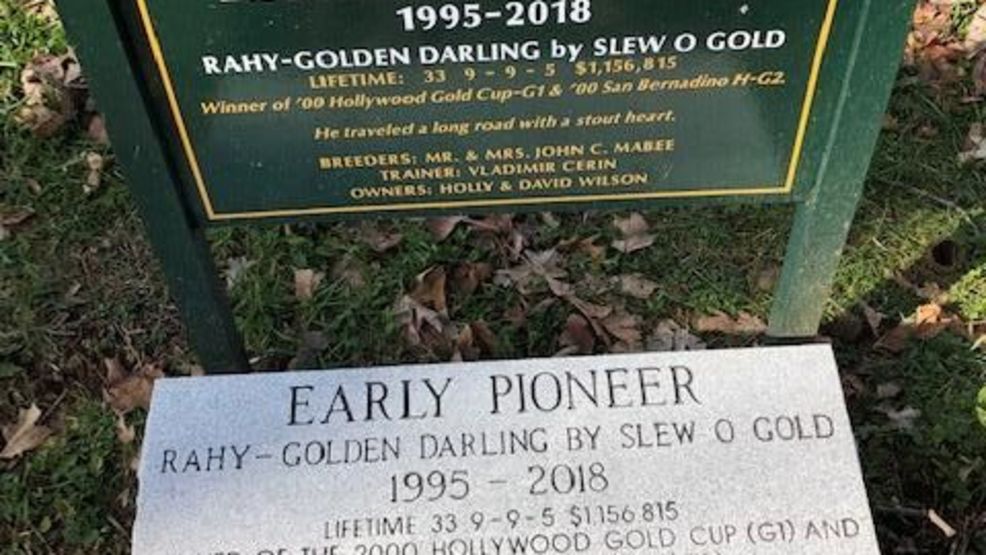 1995-2018
RAHY-GOLDEN DARLING by SLEW O GOLD
LIFETIME: 33 9-9-5 $1,156,815
Winner of '00 Hollywood Gold Cup-G1 & '00 San Bernadino H-G2.
He traveled a long road with a stout heart.
BREEDERS: MR. & MRS. JOHN C. MABEE
TRAINER: VLADIMIR CERIN
OWNERS: HOLLY & DAVID WILSON
EARLY PIONEER
RAHY-GOLDEN DARLING BY SLEW O GOLD
1995 - 2018
LIFETIME 33 9-9-5 $1,156,815
OF THE 2000 HOLLYWOOD GOLD CUP (G1) AND